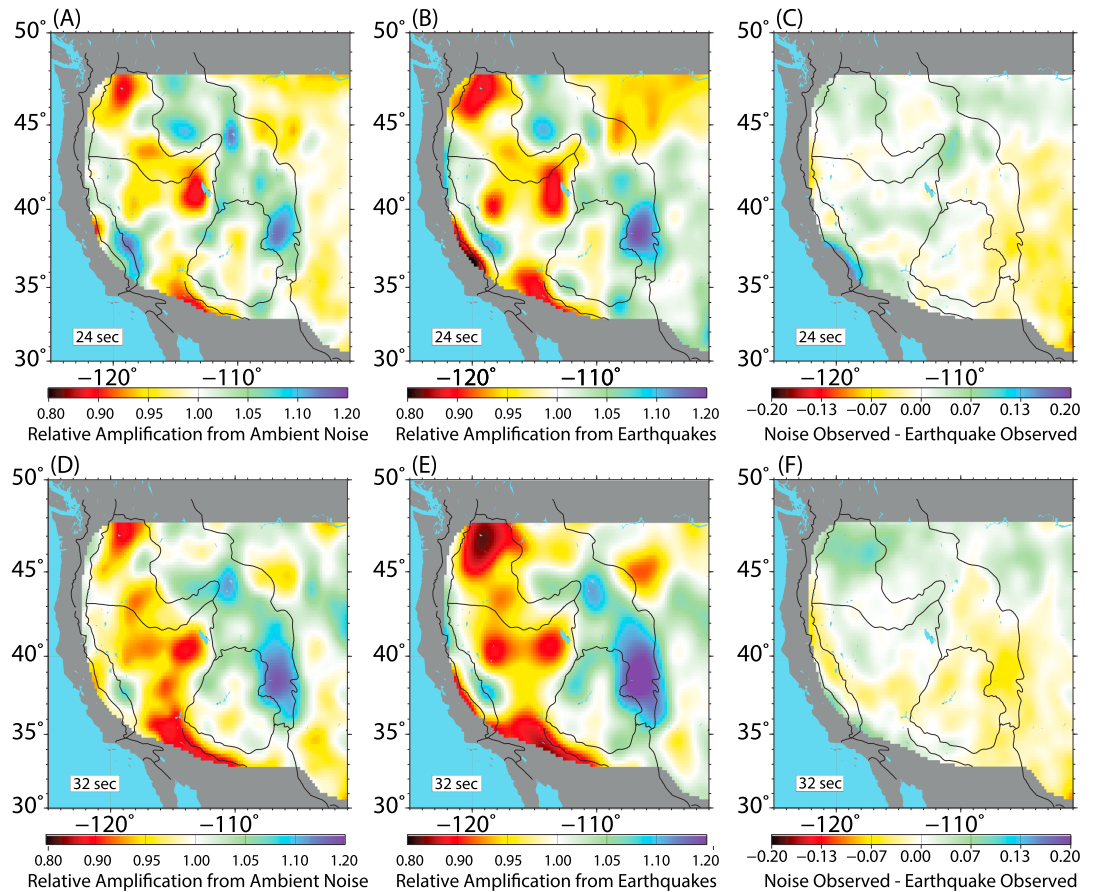 (A) (B) (C)
50° 50° 50°
45° 45° 45°
40° 40° 40°
35° 35° 35°
24 sec 24 sec
30° 30° 30°
−120° −110° −120° −110° −120° −110°
0.80 0.90 0.95 1.00 1.05 1.10 1.20 0.80 0.90 0.95 1.00 1.05 1.10 1.20 −0.20 −0.13 −0.07 0.00 0.07 0.13 0.20
Relative Amplification from Ambient Noise Relative Amplification from Earthquakes Noise Observed - Earthquake Observed
(D) (E) (F)
50° 50° 50°
45° 45° 45°
40° 40° 40°
35° 35° 35°
32 sec 32 sec
30° 30° 30°
−120° −110° −120° −110° −120° −110°
0.80 0.90 0.95 1.00 1.05 1.10 1.20 0.80 0.90 0.95 1.00 1.05 1.10 1.20 −0.20 −0.13 −0.07 0.00 0.07 0.13 0.20
Relative Amplification from Ambient Noise Relative Amplification from Earthquakes Noise Observed - Earthquake Observed